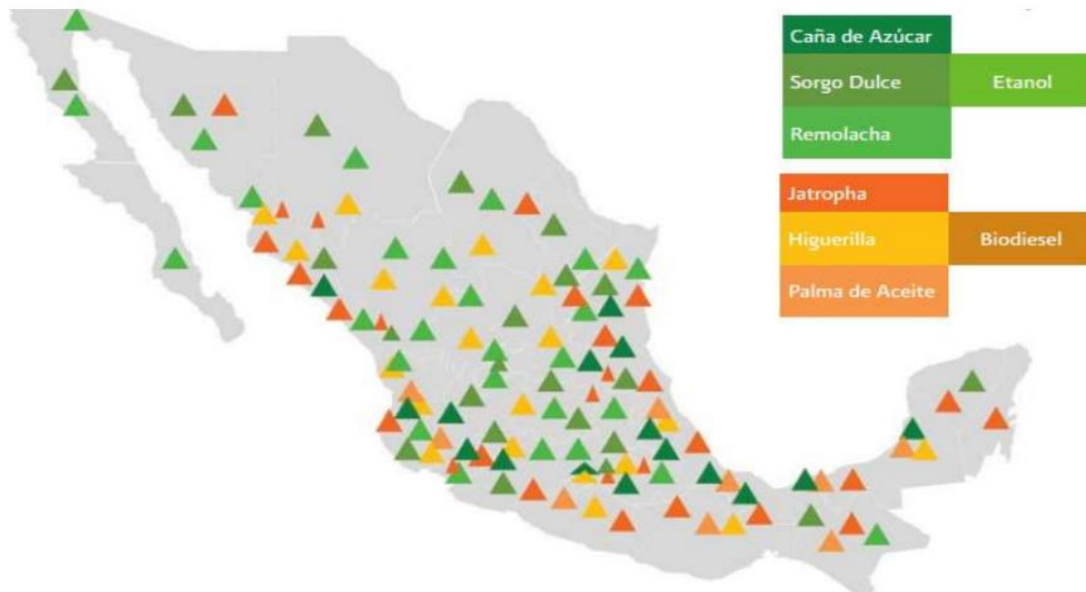 Caña de Azúcar
Sorgo Dulce
Etanol
Remolacha
Jatropha
Higuerilla
Biodiesel
Palma de Aceite